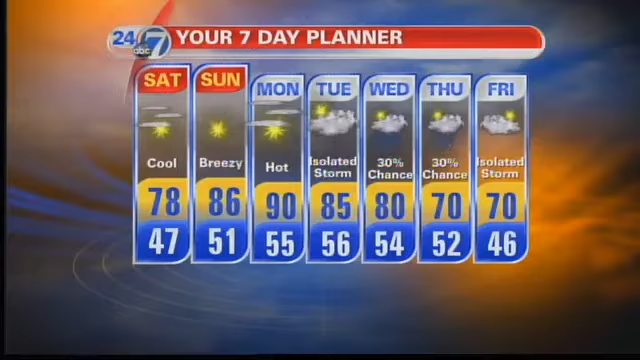 24 abc 7 YOUR 7 DAY PLANNER
SAT SUN MON TUE WED THU FRI
Cool Breezy Hot Isolated Storm 30% Chance 30% Chance Isolated Storm
78 86 90 85 80 70 70
47 51 55 56 54 52 46